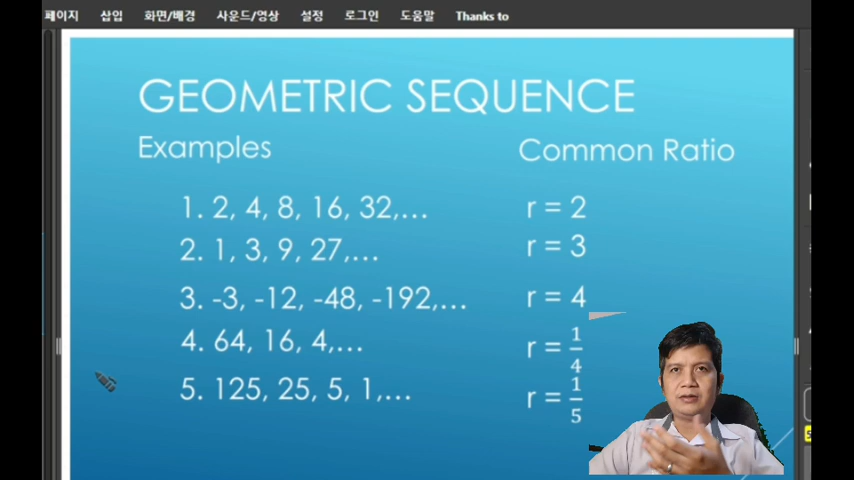 페이지 삽입 화면/배경 사운드/영상 설정 로그인 도움말 Thanks to
GEOMETRIC SEQUENCE
Examples Common Ratio
1. 2, 4, 8, 16, 32,... r = 2
2. 1, 3, 9, 27,... r = 3
3. -3, -12, -48, -192,... r = 4
4. 64, 16, 4,... r = 1/4
5. 125, 25, 5, 1,... r = 1/5